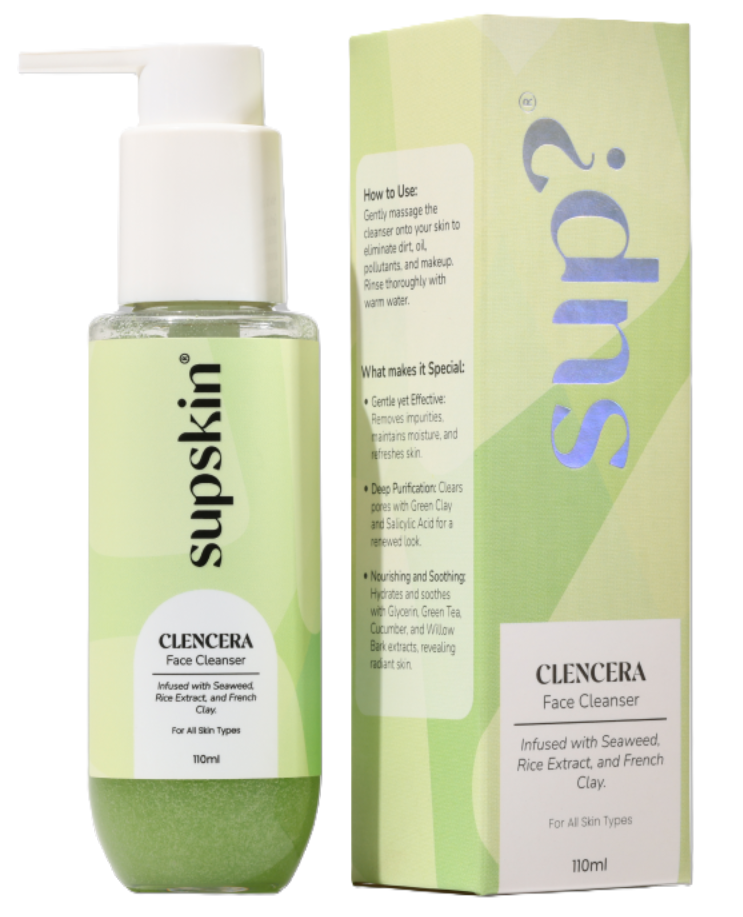 supskin®
CLENCERA
Face Cleanser
Infused with Seaweed,
Rice Extract, and French
Clay.
For All Skin Types
110ml
How to Use:
Gently massage the
cleanser onto your skin to
eliminate dirt, oil,
pollutants, and makeup.
Rinse thoroughly with
warm water.
What makes it Special:
• Gentle yet Effective:
Removes impurities,
maintains moisture, and
refreshes skin.
• Deep Purification: Clears
pores with Green Clay
and Salicylic Acid for a
renewed look.
• Nourishing and Soothing:
Hydrates and soothes
with Glycerin, Green Tea,
Cucumber, and Willow
Bark extracts, revealing
radiant skin.
sup?®
CLENCERA
Face Cleanser
Infused with Seaweed,
Rice Extract, and French
Clay.
For All Skin Types
110ml